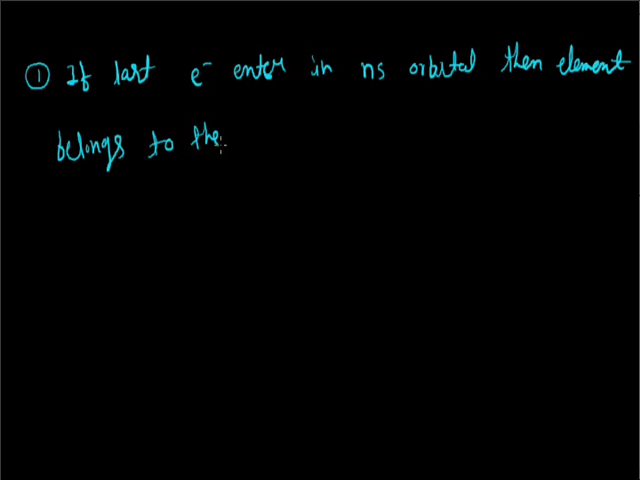 ① If last e⁻ enter in ns orbital then element
belongs to the